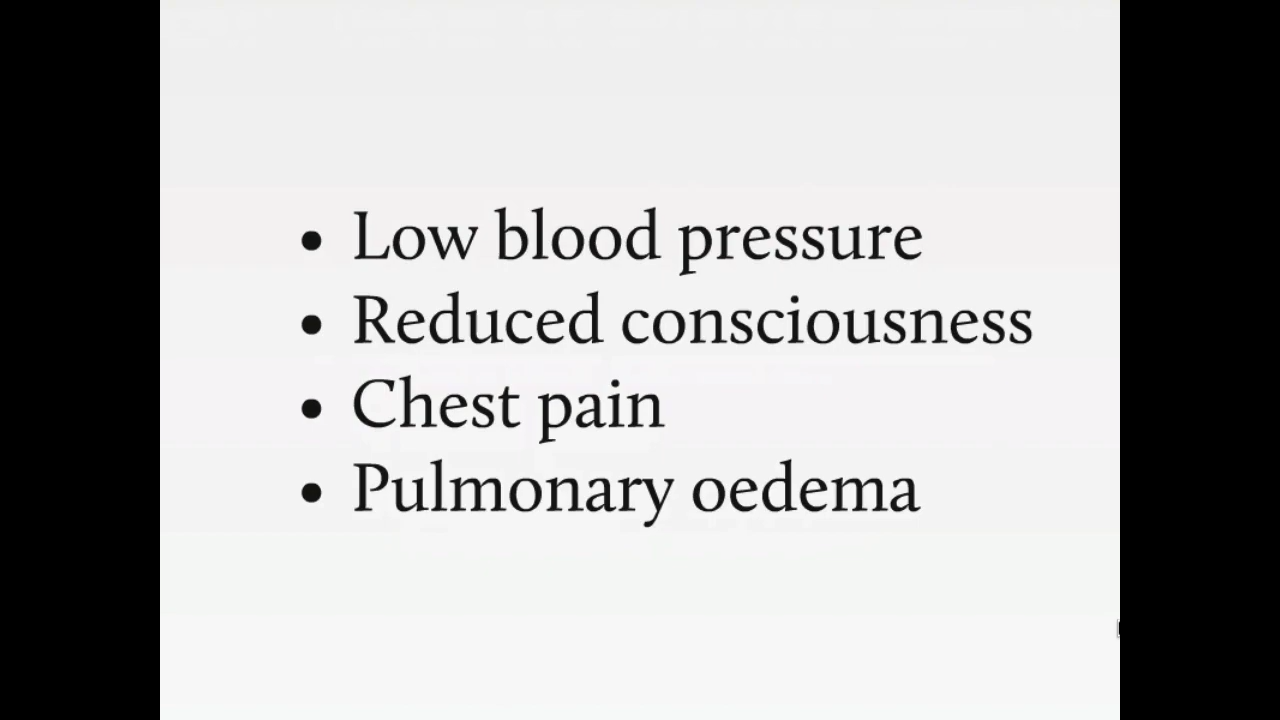 • Low blood pressure
• Reduced consciousness
• Chest pain
• Pulmonary oedema